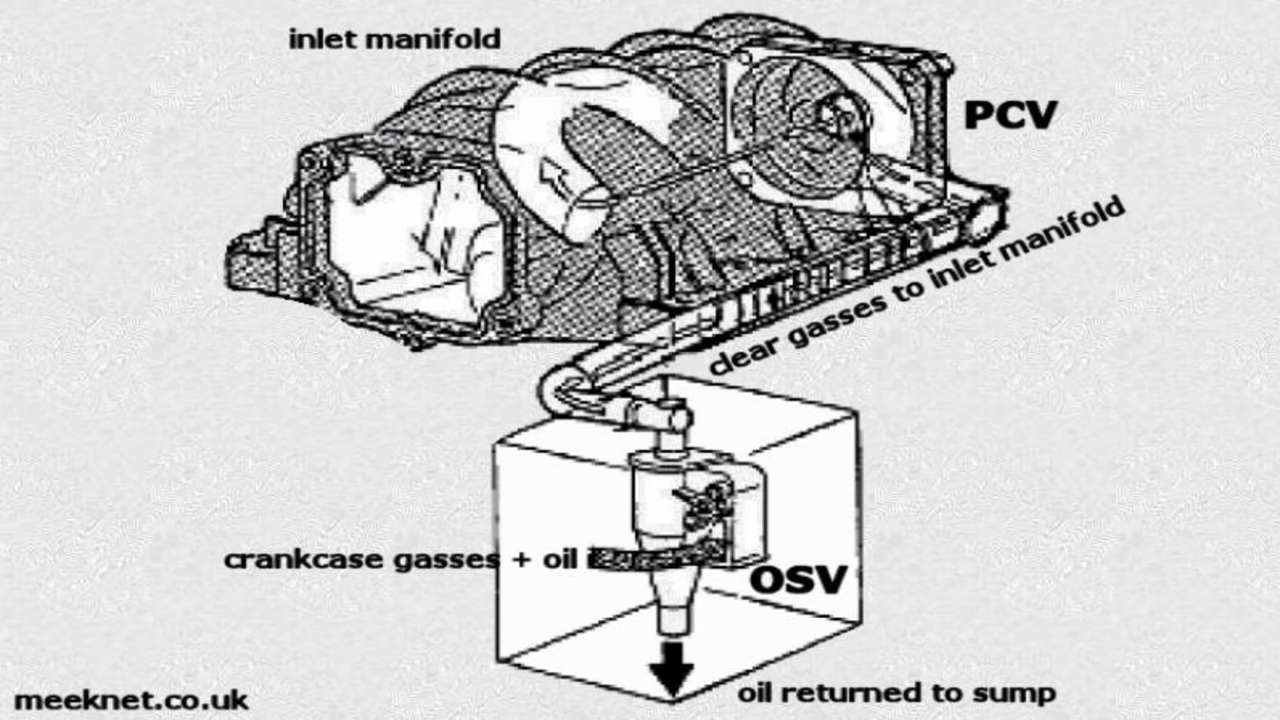 inlet manifold
PCV
clear gasses to inlet manifold
crankcase gasses + oil
OSV
oil returned to sump
meeknet.co.uk